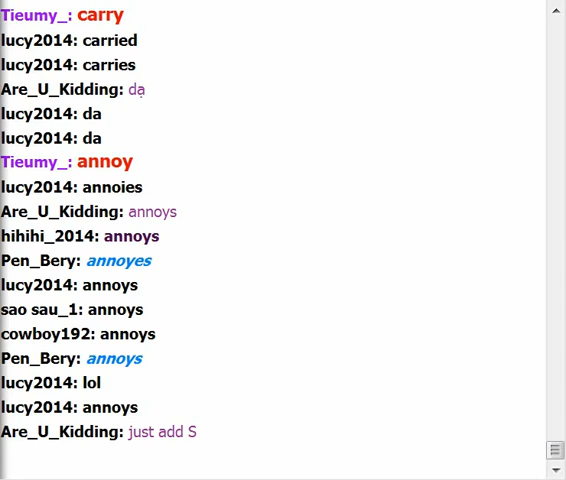 Tieumy_: carry
lucy2014: carried
lucy2014: carries
Are_U_Kidding: dạ
lucy2014: da
lucy2014: da
Tieumy_: annoy
lucy2014: annoies
Are_U_Kidding: annoys
hihihi_2014: annoys
Pen_Bery: annoyes
lucy2014: annoys
sao sau_1: annoys
cowboy192: annoys
Pen_Bery: annoys
lucy2014: lol
lucy2014: annoys
Are_U_Kidding: just add S